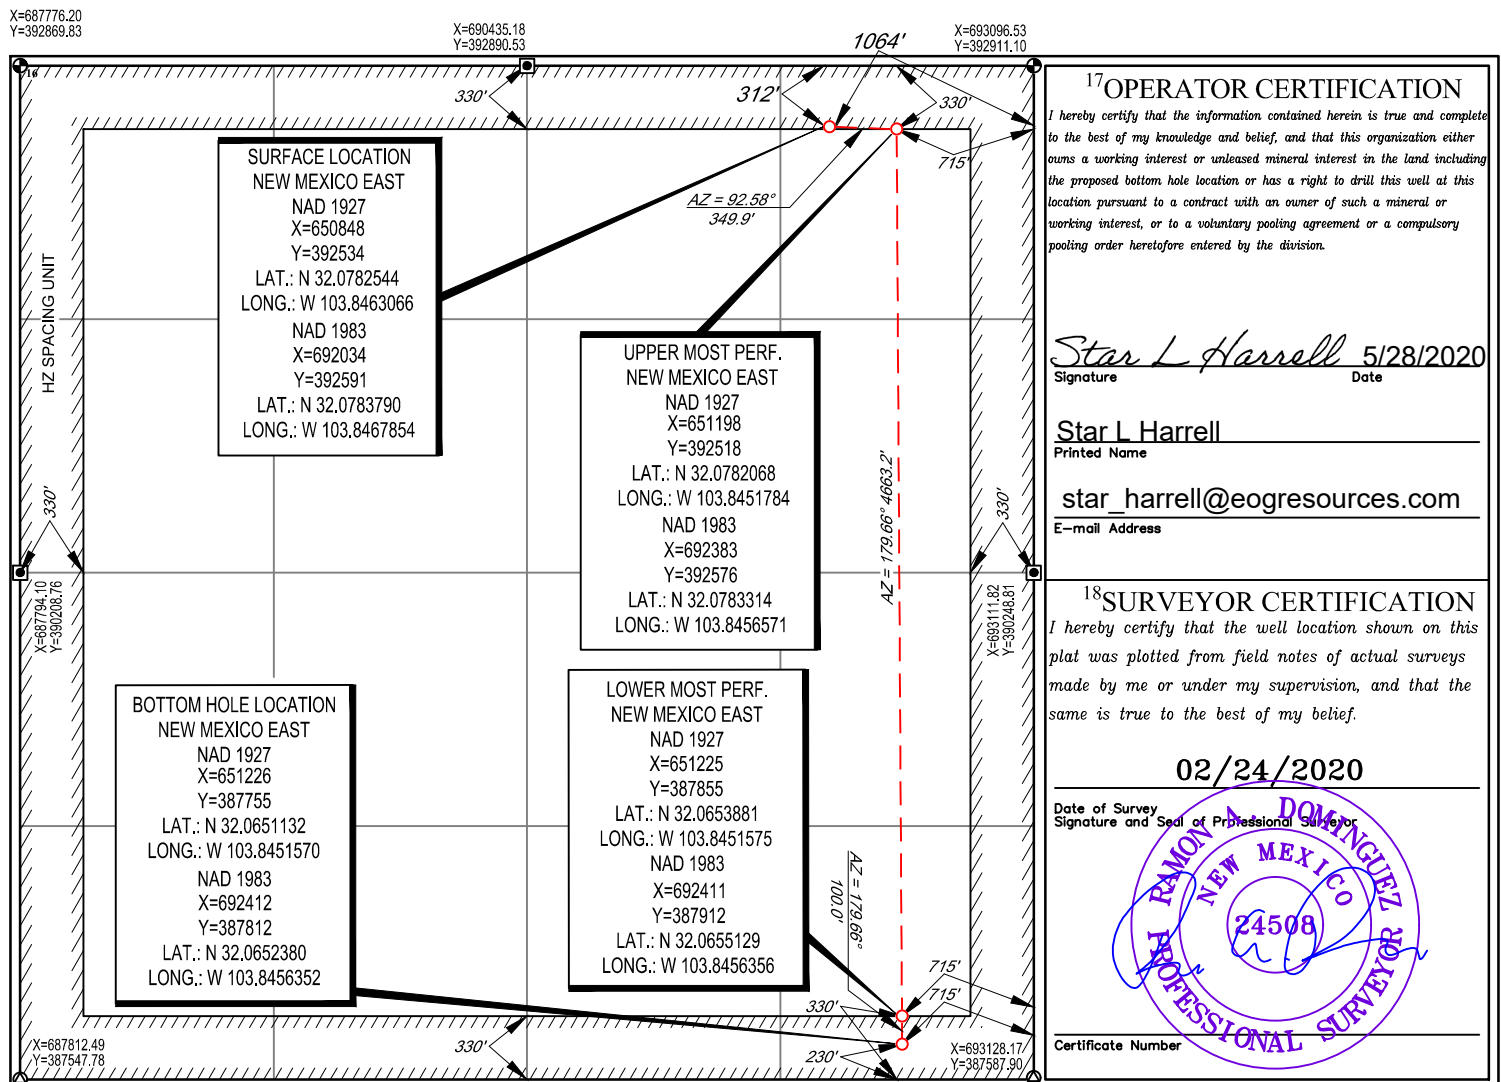 X=687776.20
Y=392869.83
X=690435.18
Y=392890.53
X=693096.53
Y=392911.10
1064'
16
330'
312'
330'
715'
AZ = 92.58°
349.9'
HZ SPACING UNIT
SURFACE LOCATION
NEW MEXICO EAST
NAD 1927
X=650848
Y=392534
LAT.: N 32.0782544
LONG.: W 103.8463066
NAD 1983
X=692034
Y=392591
LAT.: N 32.0783790
LONG.: W 103.8467854
UPPER MOST PERF.
NEW MEXICO EAST
NAD 1927
X=651198
Y=392518
LAT.: N 32.0782068
LONG.: W 103.8451784
NAD 1983
X=692383
Y=392576
LAT.: N 32.0783314
LONG.: W 103.8456571
AZ = 179.66° 4663.2'
330'
330'
X=687794.10
Y=390208.76
X=693111.82
Y=390248.81
BOTTOM HOLE LOCATION
NEW MEXICO EAST
NAD 1927
X=651226
Y=387755
LAT.: N 32.0651132
LONG.: W 103.8451570
NAD 1983
X=692412
Y=387812
LAT.: N 32.0652380
LONG.: W 103.8456352
LOWER MOST PERF.
NEW MEXICO EAST
NAD 1927
X=651225
Y=387855
LAT.: N 32.0653881
LONG.: W 103.8451575
NAD 1983
X=692411
Y=387912
LAT.: N 32.0655129
LONG.: W 103.8456356
AZ = 179.66°
100.0'
715'
715'
330'
330'
230'
X=687812.49
Y=387547.78
X=693128.17
Y=387587.90
17OPERATOR CERTIFICATION
I hereby certify that the information contained herein is true and complete
to the best of my knowledge and belief, and that this organization either
owns a working interest or unleased mineral interest in the land including
the proposed bottom hole location or has a right to drill this well at this
location pursuant to a contract with an owner of such a mineral or
working interest, or to a voluntary pooling agreement or a compulsory
pooling order heretofore entered by the division.
Star L Harrell 5/28/2020
Signature Date
Star L Harrell
Printed Name
star_harrell@eogresources.com
E-mail Address
18SURVEYOR CERTIFICATION
I hereby certify that the well location shown on this
plat was plotted from field notes of actual surveys
made by me or under my supervision, and that the
same is true to the best of my belief.
02/24/2020
Date of Survey
Signature and Seal of Professional Surveyor
RAMON A. DOMINGUEZ
NEW MEXICO
24508
PROFESSIONAL SURVEYOR
Certificate Number